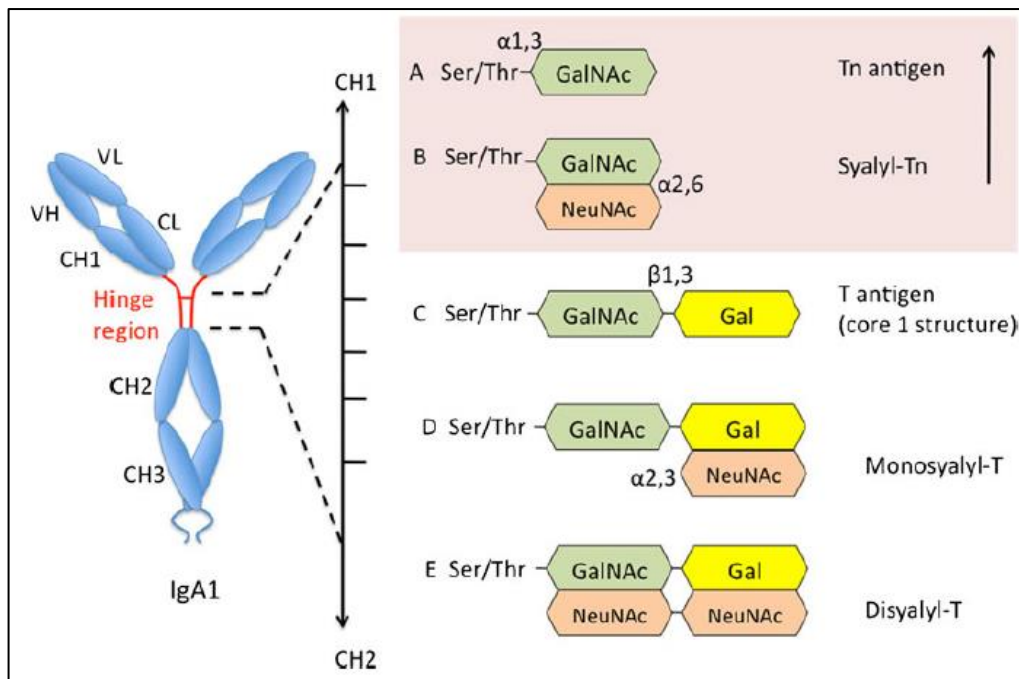 CH1
VL
VH
CL
CH1
Hinge
region
CH2
CH3
IgA1
CH2
α1,3
A Ser/Thr GalNAc Tn antigen
B Ser/Thr GalNAc Syalyl-Tn
α2,6
NeuNAc
β1,3
C Ser/Thr GalNAc Gal T antigen
(core 1 structure)
D Ser/Thr GalNAc Gal
α2,3 NeuNAc Monosyalyl-T
E Ser/Thr GalNAc Gal
NeuNAc NeuNAc Disyalyl-T